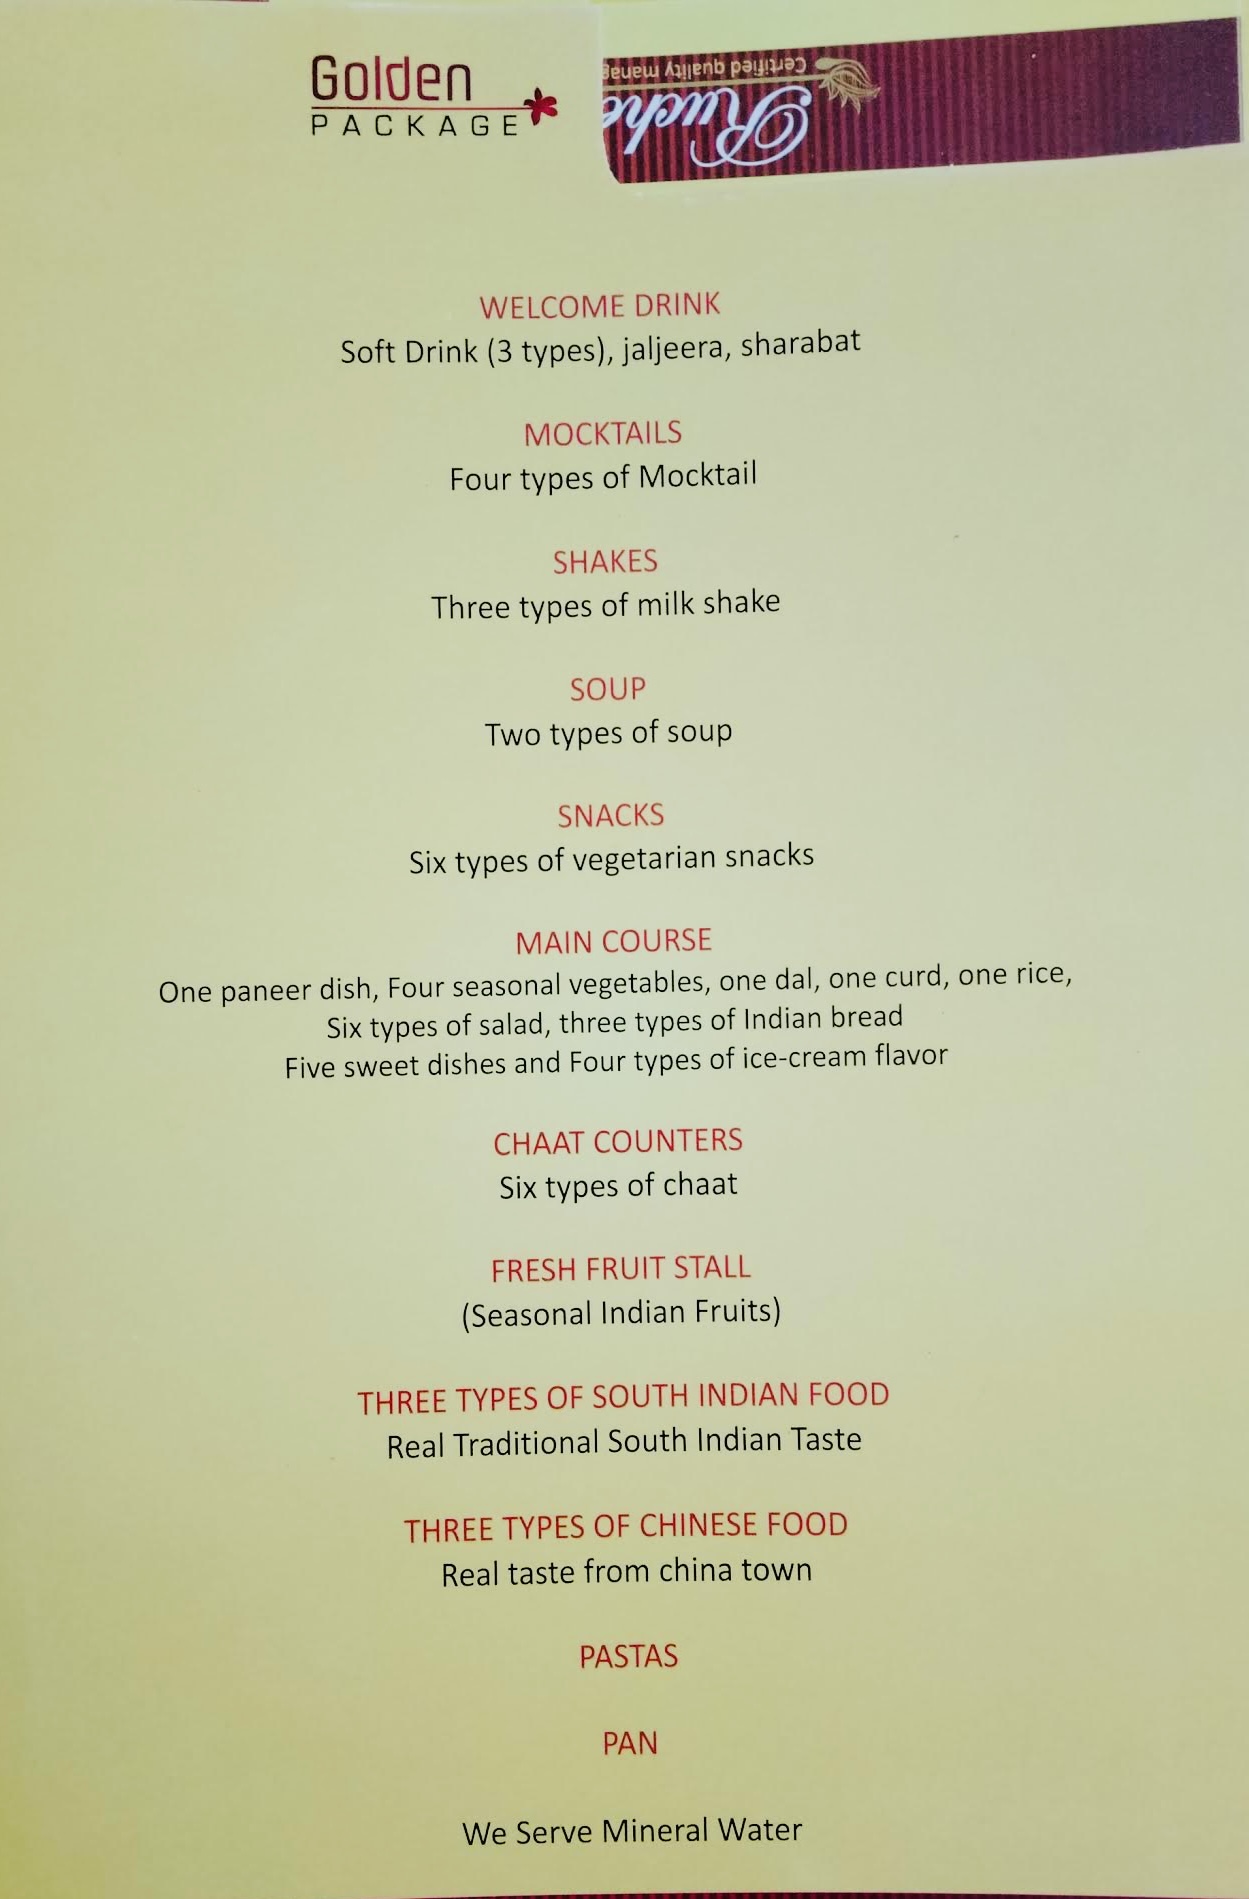 Golden
PACKAGE
Certified quality
WELCOME DRINK
Soft Drink (3 types), jaljeera, sharabat
MOCKTAILS
Four types of Mocktail
SHAKES
Three types of milk shake
SOUP
Two types of soup
SNACKS
Six types of vegetarian snacks
MAIN COURSE
One paneer dish, Four seasonal vegetables, one dal, one curd, one rice,
Six types of salad, three types of Indian bread
Five sweet dishes and Four types of ice-cream flavor
CHAAT COUNTERS
Six types of chaat
FRESH FRUIT STALL
(Seasonal Indian Fruits)
THREE TYPES OF SOUTH INDIAN FOOD
Real Traditional South Indian Taste
THREE TYPES OF CHINESE FOOD
Real taste from china town
PASTAS
PAN
We Serve Mineral Water